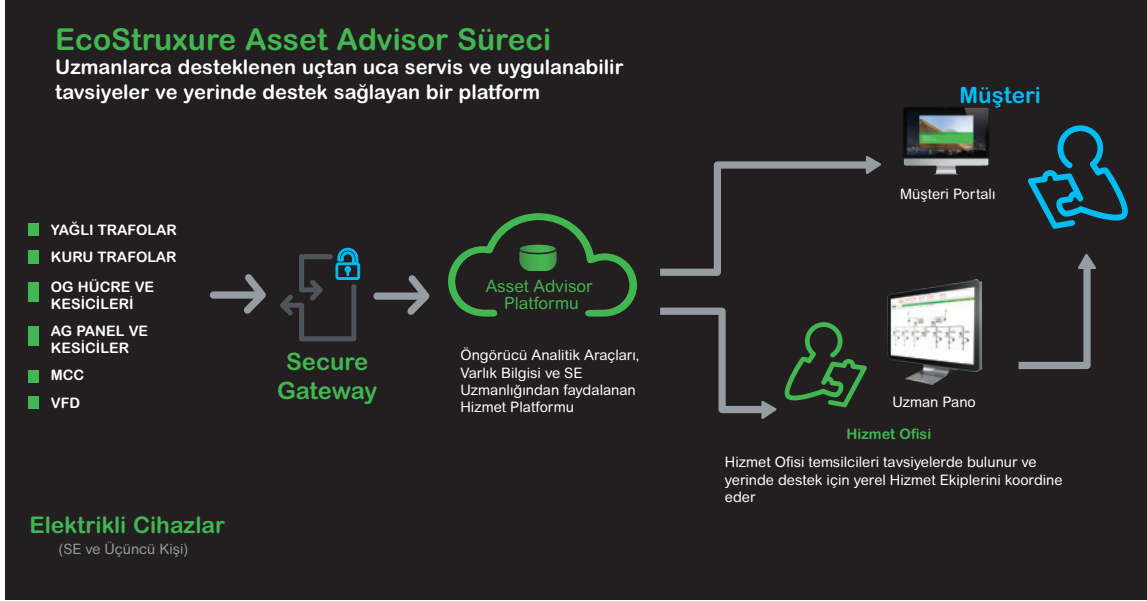 EcoStruxure Asset Advisor Süreci
Uzmanlarca desteklenen uçtan uca servis ve uygulanabilir
tavsiyeler ve yerinde destek sağlayan bir platform
Müşteri
Müşteri Portalı
YAĞLI TRAFOLAR
KURU TRAFOLAR
OG HÜCRE VE
KESİCİLERİ
AG PANEL VE
KESİCİLER
MCC
VFD
Secure
Gateway
Asset Advisor
Platformu
Öngörücü Analitik Araçları,
Varlık Bilgisi ve SE
Uzmanlığından faydalanan
Hizmet Platformu
Uzman Pano
Hizmet Ofisi
Hizmet Ofisi temsilcileri tavsiyelerde bulunur ve
yerinde destek için yerel Hizmet Ekiplerini koordine
eder
Elektrikli Cihazlar
(SE ve Üçüncü Kişi)